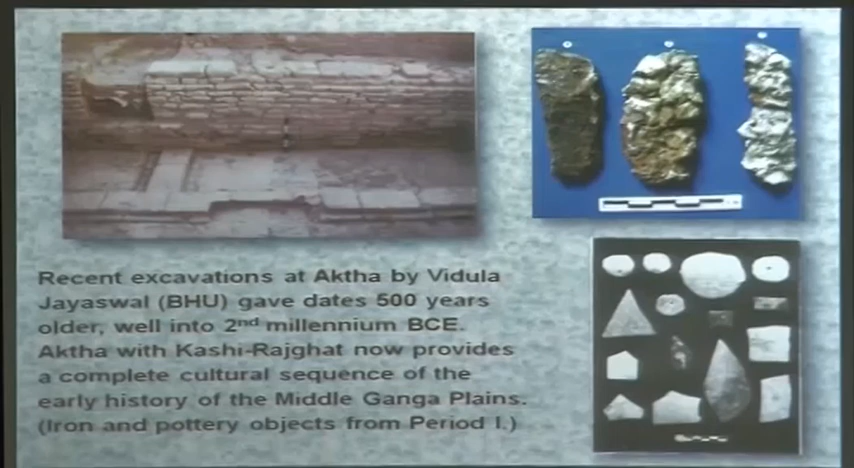 Recent excavations at Aktha by Vidula
Jayaswal (BHU) gave dates 500 years
older, well into 2nd millennium BCE.
Aktha with Kashi-Rajghat now provides
a complete cultural sequence of the
early history of the Middle Ganga Plains.
(Iron and pottery objects from Period I.)